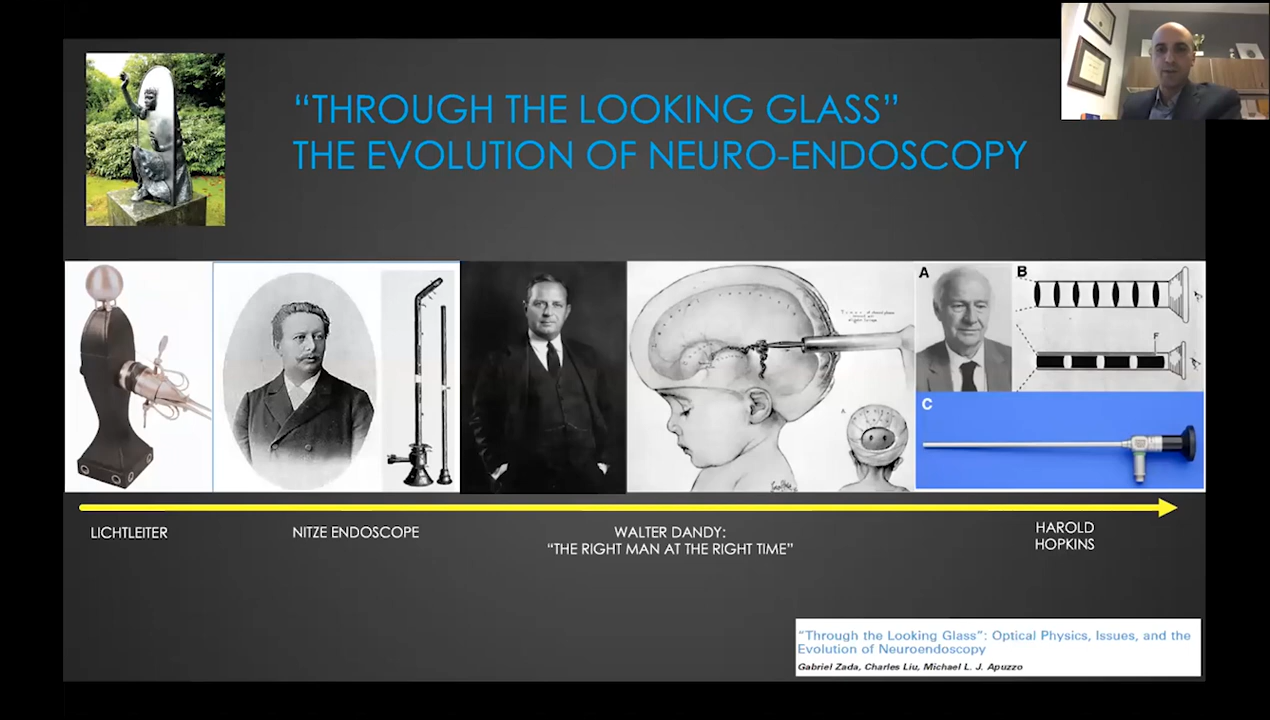 “THROUGH THE LOOKING GLASS”
THE EVOLUTION OF NEURO-ENDOSCOPY
A
B
F
C
A
LICHTLEITER
NITZE ENDOSCOPE
WALTER DANDY:
“THE RIGHT MAN AT THE RIGHT TIME”
HAROLD
HOPKINS
“Through the Looking Glass”: Optical Physics, Issues, and the
Evolution of Neuroendoscopy
Gabriel Zada, Charles Liu, Michael L. J. Apuzzo